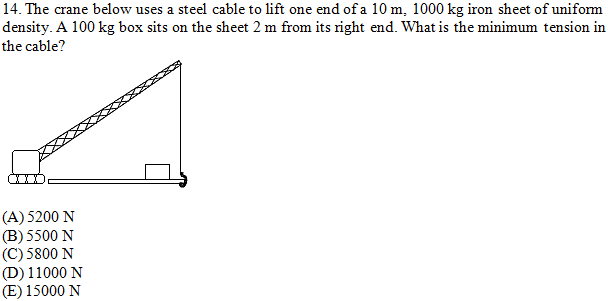 14. The crane below uses a steel cable to lift one end of a 10 m, 1000 kg iron sheet of uniform
density. A 100 kg box sits on the sheet 2 m from its right end. What is the minimum tension in
the cable?
(A) 5200 N
(B) 5500 N
(C) 5800 N
(D) 11000 N
(E) 15000 N